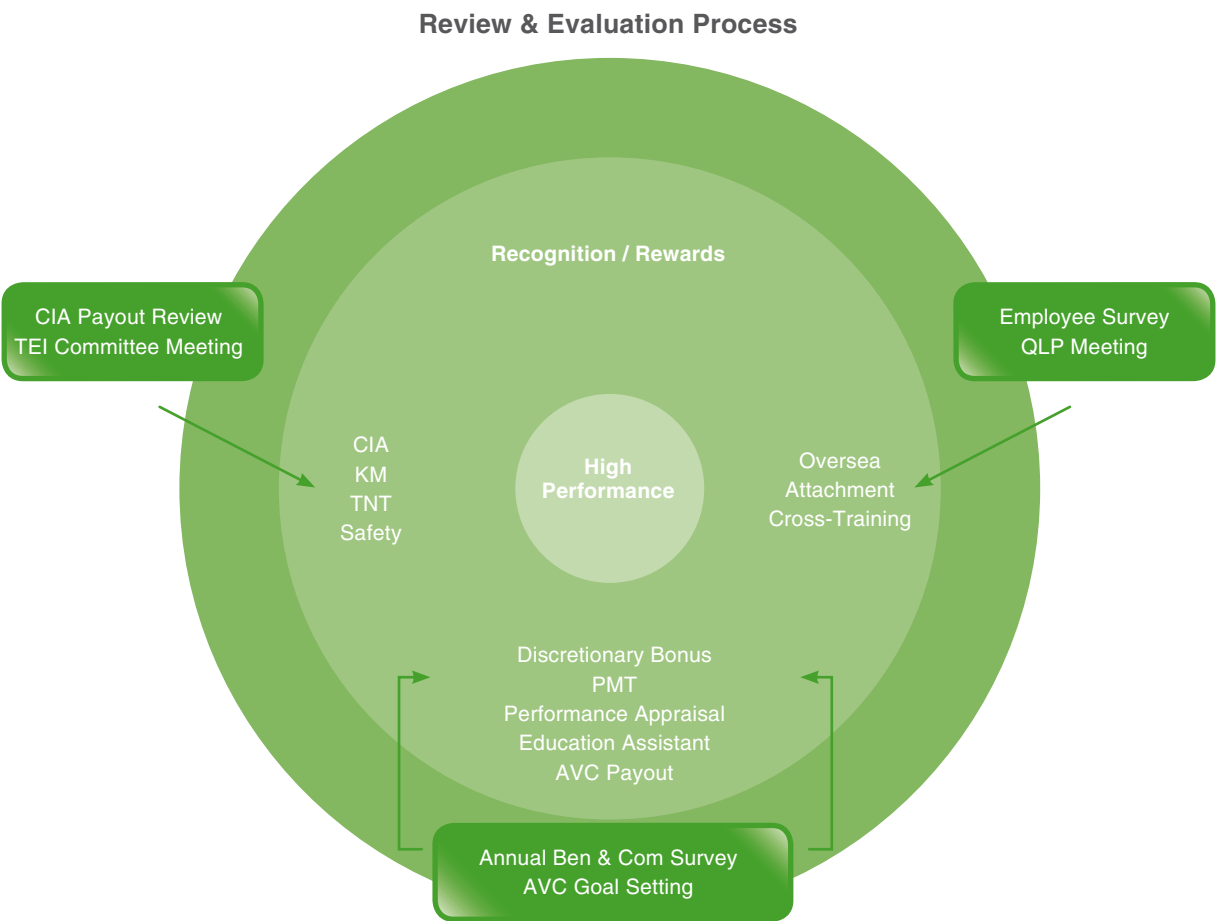 Review & Evaluation Process
Recognition / Rewards
CIA Payout Review
TEI Committee Meeting
Employee Survey
QLP Meeting
CIA
KM
TNT
Safety
High
Performance
Oversea
Attachment
Cross-Training
Discretionary Bonus
PMT
Performance Appraisal
Education Assistant
AVC Payout
Annual Ben & Com Survey
AVC Goal Setting